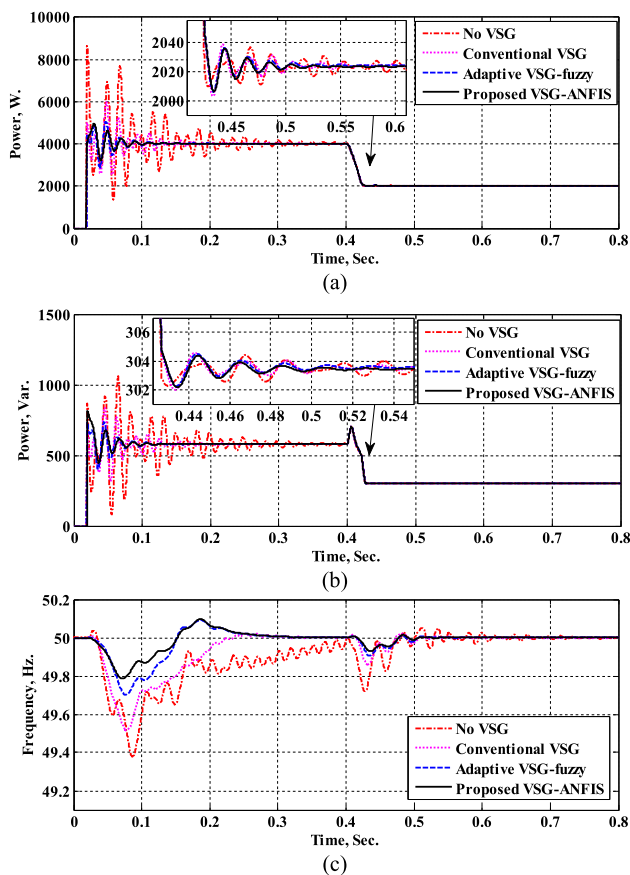 (a)
Power, W.
10000
8000
6000
4000
2000
0
2040
2020
2000
0.45
0.5
0.55
0.6
No VSG
Conventional VSG
Adaptive VSG-fuzzy
Proposed VSG-ANFIS
0
0.1
0.2
0.3
0.4
0.5
0.6
0.7
0.8
Time, Sec.
(a)
Power, Var.
1500
1000
500
0
306
304
302
0.44
0.46
0.48
0.5
0.52
0.54
No VSG
Conventional VSG
Adaptive VSG-fuzzy
Proposed VSG-ANFIS
0
0.1
0.2
0.3
0.4
0.5
0.6
0.7
0.8
Time, Sec.
(b)
Frequency, Hz.
50.2
50
49.8
49.6
49.4
49.2
No VSG
Conventional VSG
Adaptive VSG-fuzzy
Proposed VSG-ANFIS
0
0.1
0.2
0.3
0.4
0.5
0.6
0.7
0.8
Time, Sec.
(c)